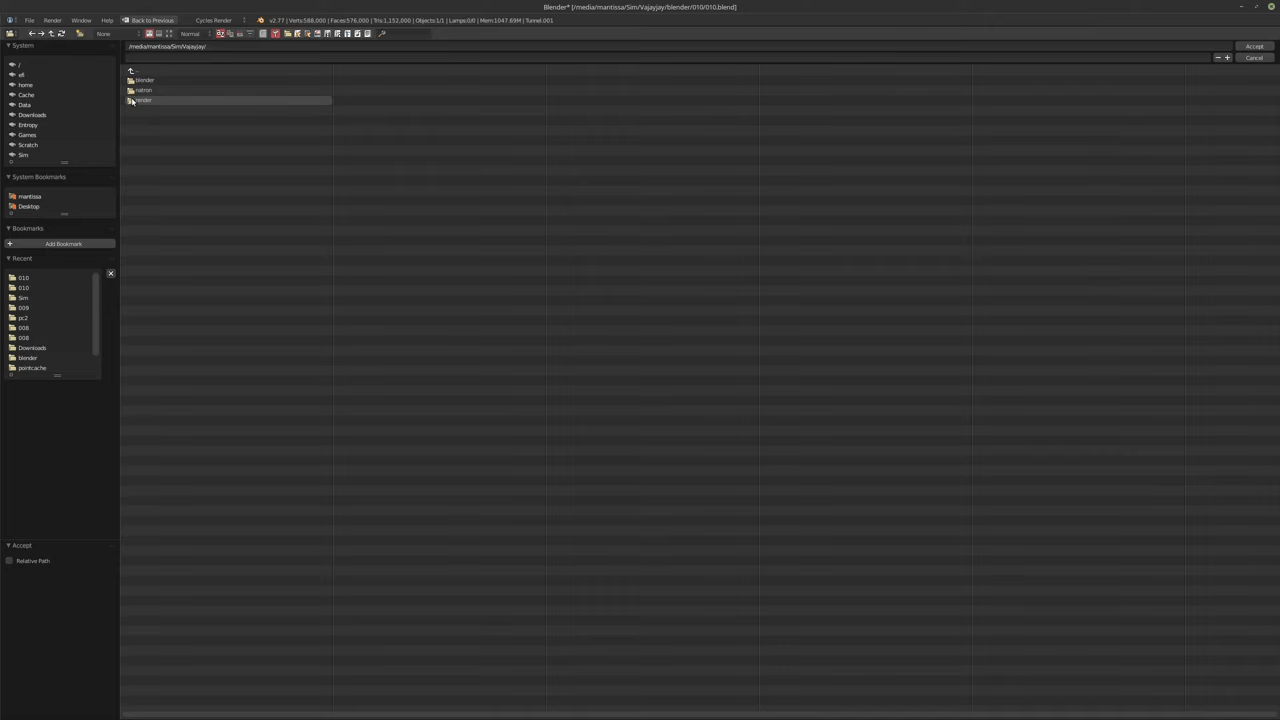 Blender* [/media/mantissa/Sim/Vajayjay/blender/010/010.blend]
File Render Window Help Back to Previous Cycles Render v2.77 | Verts:588,000 | Faces:576,000 | Tris:1,152,000 | Objects:1/1 | Lamps:0/0 | Mem:1047.69M | Tunnel.001
None Normal
System
/
efi
home
Cache
Data
Downloads
Entropy
Games
Scratch
Sim
System Bookmarks
mantissa
Desktop
Bookmarks
Add Bookmark
Recent
010
010
Sim
009
pc2
008
008
Downloads
blender
pointcache
Accept
Relative Path
/media/mantissa/Sim/Vajayjay/
Accept
Cancel
..
blender
natron
render